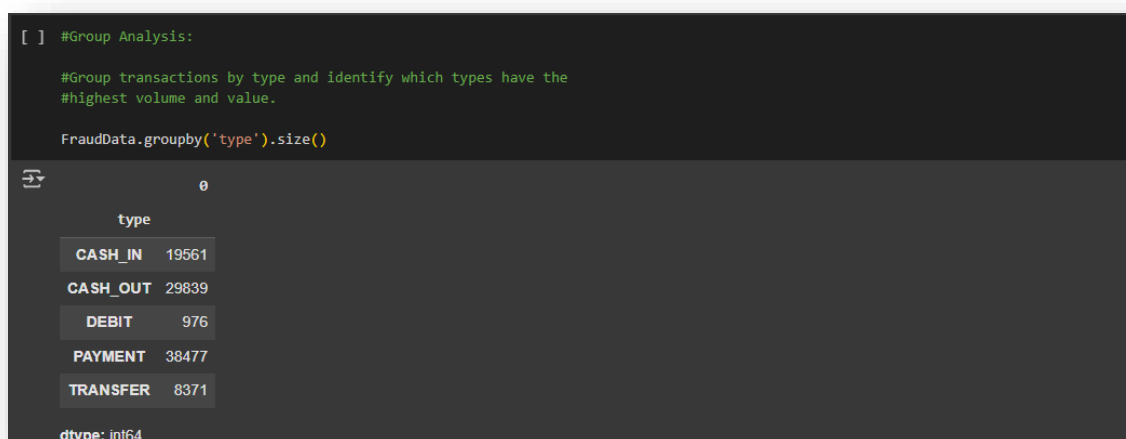 [ ] #Group Analysis:
#Group transactions by type and identify which types have the
#highest volume and value.
FraudData.groupby('type').size()
0
type
CASH_IN 19561
CASH_OUT 29839
DEBIT 976
PAYMENT 38477
TRANSFER 8371
dtype: int64